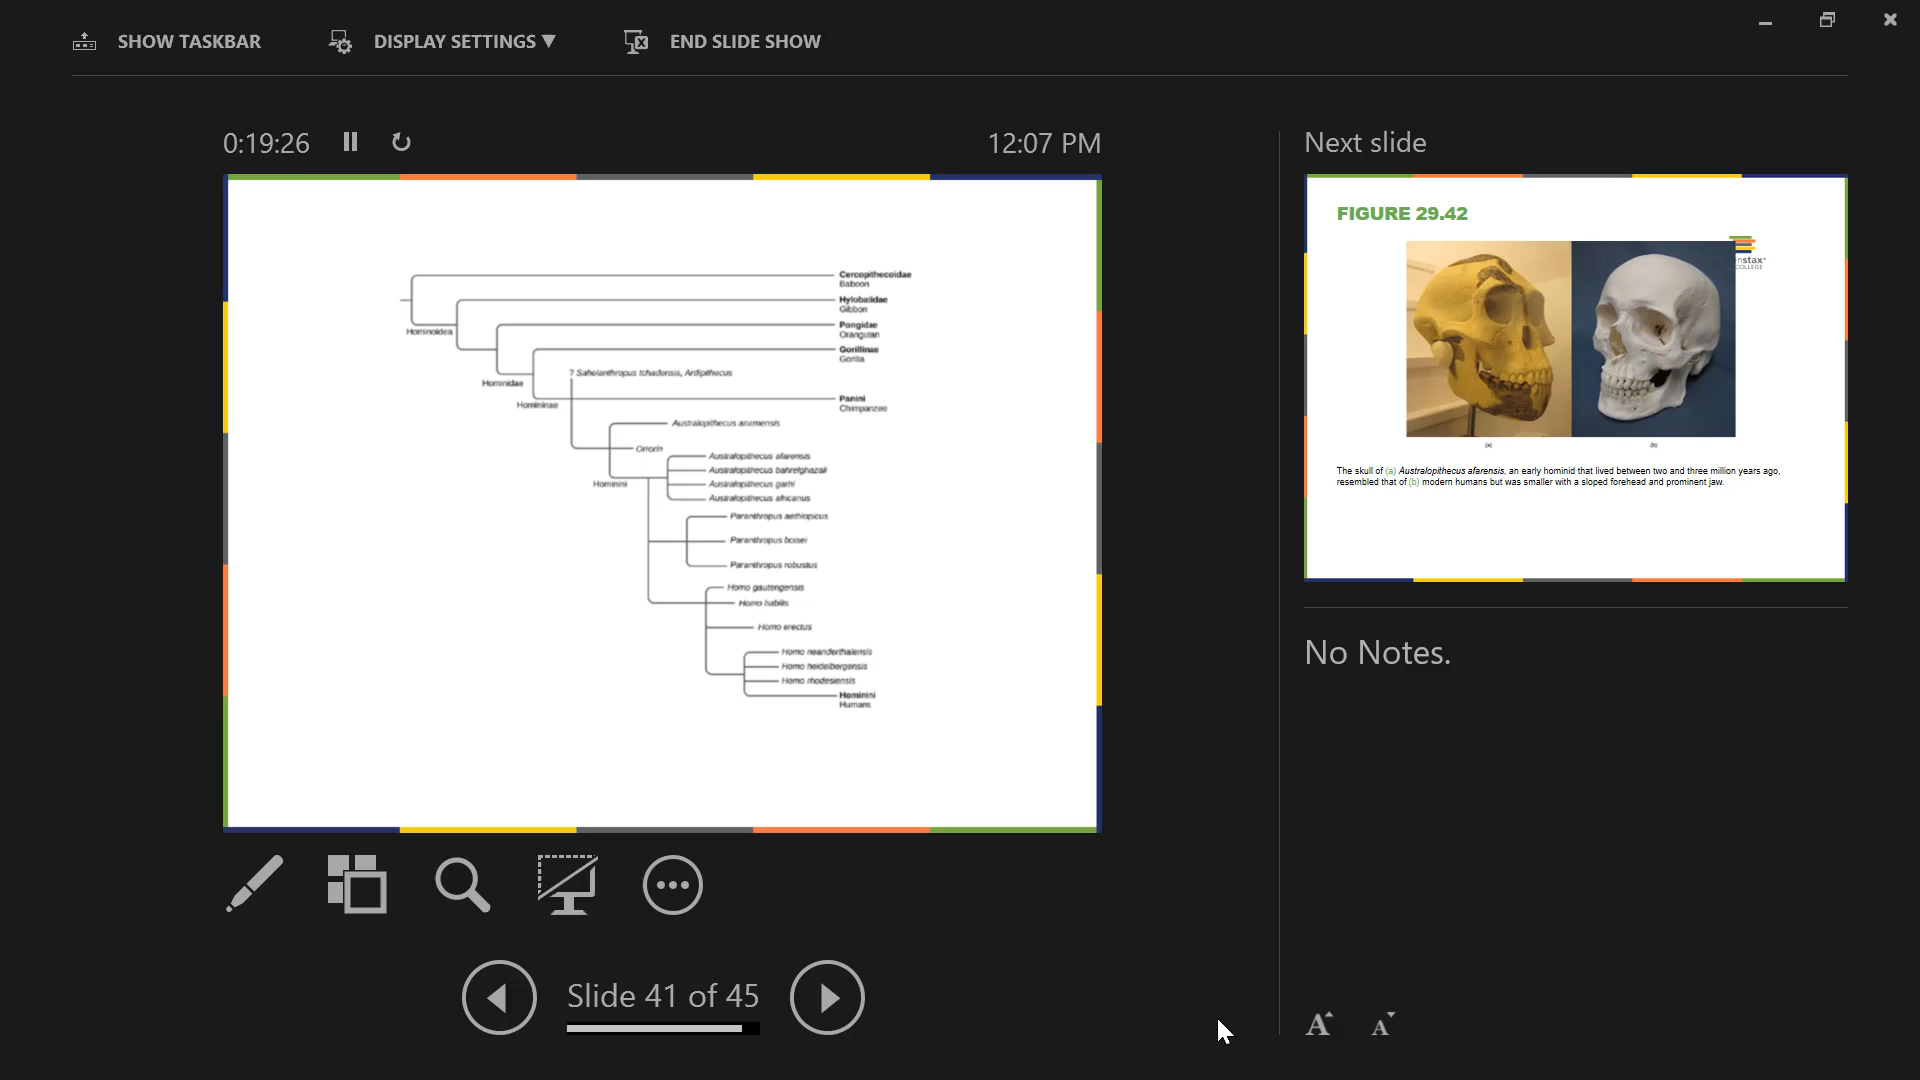 SHOW TASKBAR
DISPLAY SETTINGS ▼
END SLIDE SHOW
0:19:26
12:07 PM
Cercopithecoidae
Baboon
Hylobatidae
Gibbon
Hominoidea
Pongidae
Orangutan
Gorillinae
Gorilla
? Sahelanthropus tchadensis, Ardipithecus
Hominidae
Homininae
Panini
Chimpanzee
Australopithecus anamensis
Orrorin
Australopithecus afarensis
Australopithecus bahrelghazali
Hominini
Australopithecus garhi
Australopithecus africanus
Paranthropus aethiopicus
Paranthropus boisei
Paranthropus robustus
Homo gautengensis
Homo habilis
Homo erectus
Homo neanderthalensis
Homo heidelbergensis
Homo rhodesiensis
Hominini
Humans
Slide 41 of 45
Next slide
FIGURE 29.42
nstax
COLLEGE
(a)
(b)
The skull of (a) Australopithecus afarensis, an early hominid that lived between two and three million years ago,
resembled that of (b) modern humans but was smaller with a sloped forehead and prominent jaw.
No Notes.
A A